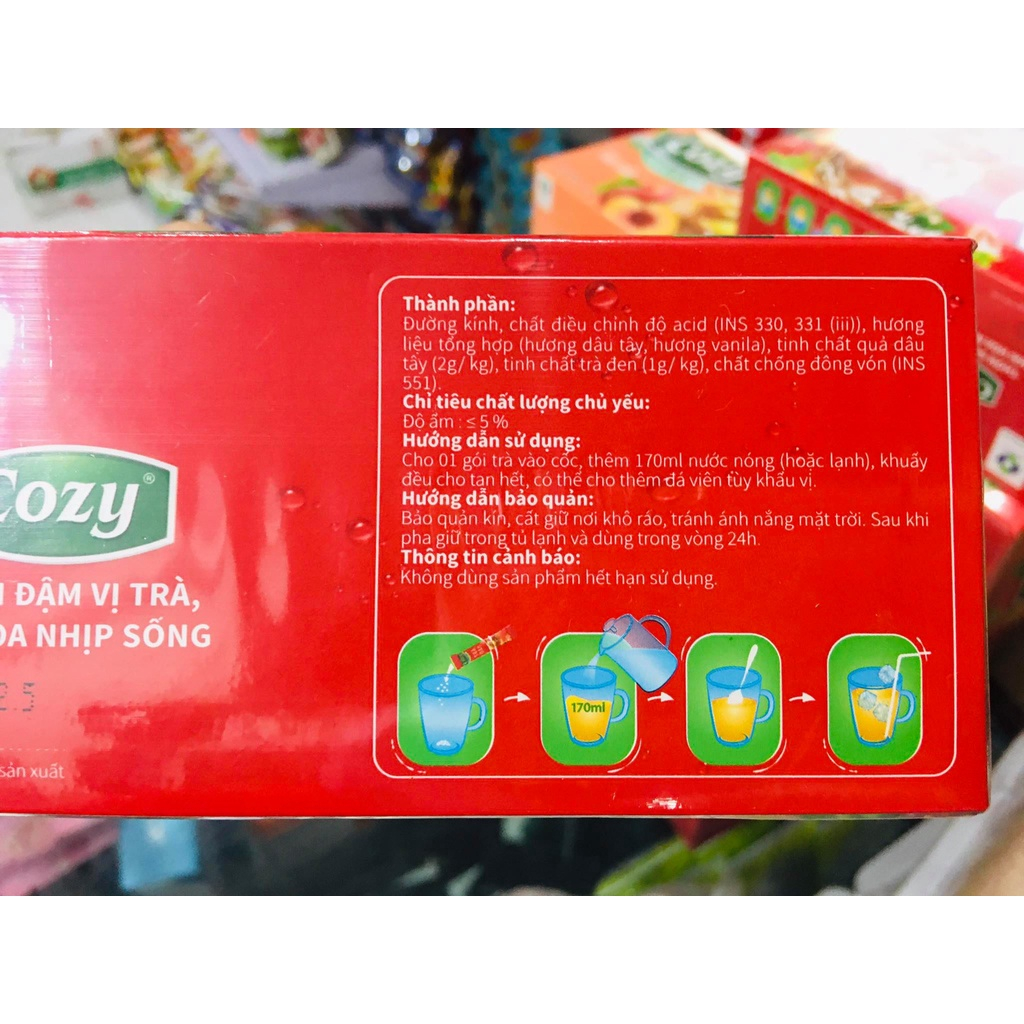 Cozy
Thành phần:
Đường kính, chất điều chỉnh độ acid (INS 330, 331 (iii)), hương
liệu tổng hợp (hương dâu tây, hương vanila), tinh chất quả dâu
tây (2g/ kg), tinh chất trà đen (1g/ kg), chất chống đông vón (INS
551).
Chỉ tiêu chất lượng chủ yếu:
Độ ẩm : ≤ 5 %
Hướng dẫn sử dụng:
Cho 01 gói trà vào cốc, thêm 170ml nước nóng (hoặc lạnh), khuấy
đều cho tan hết, có thể cho thêm đá viên tùy khẩu vị.
Hướng dẫn bảo quản:
Bảo quản kín, cất giữ nơi khô ráo, tránh ánh nắng mặt trời. Sau khi
pha giữ trong tủ lạnh và dùng trong vòng 24h.
Thông tin cảnh báo:
Không dùng sản phẩm hết hạn sử dụng.
170ml
Cozy®
ĐẬM VỊ TRÀ,
NHỊP SỐNG
sản xuất